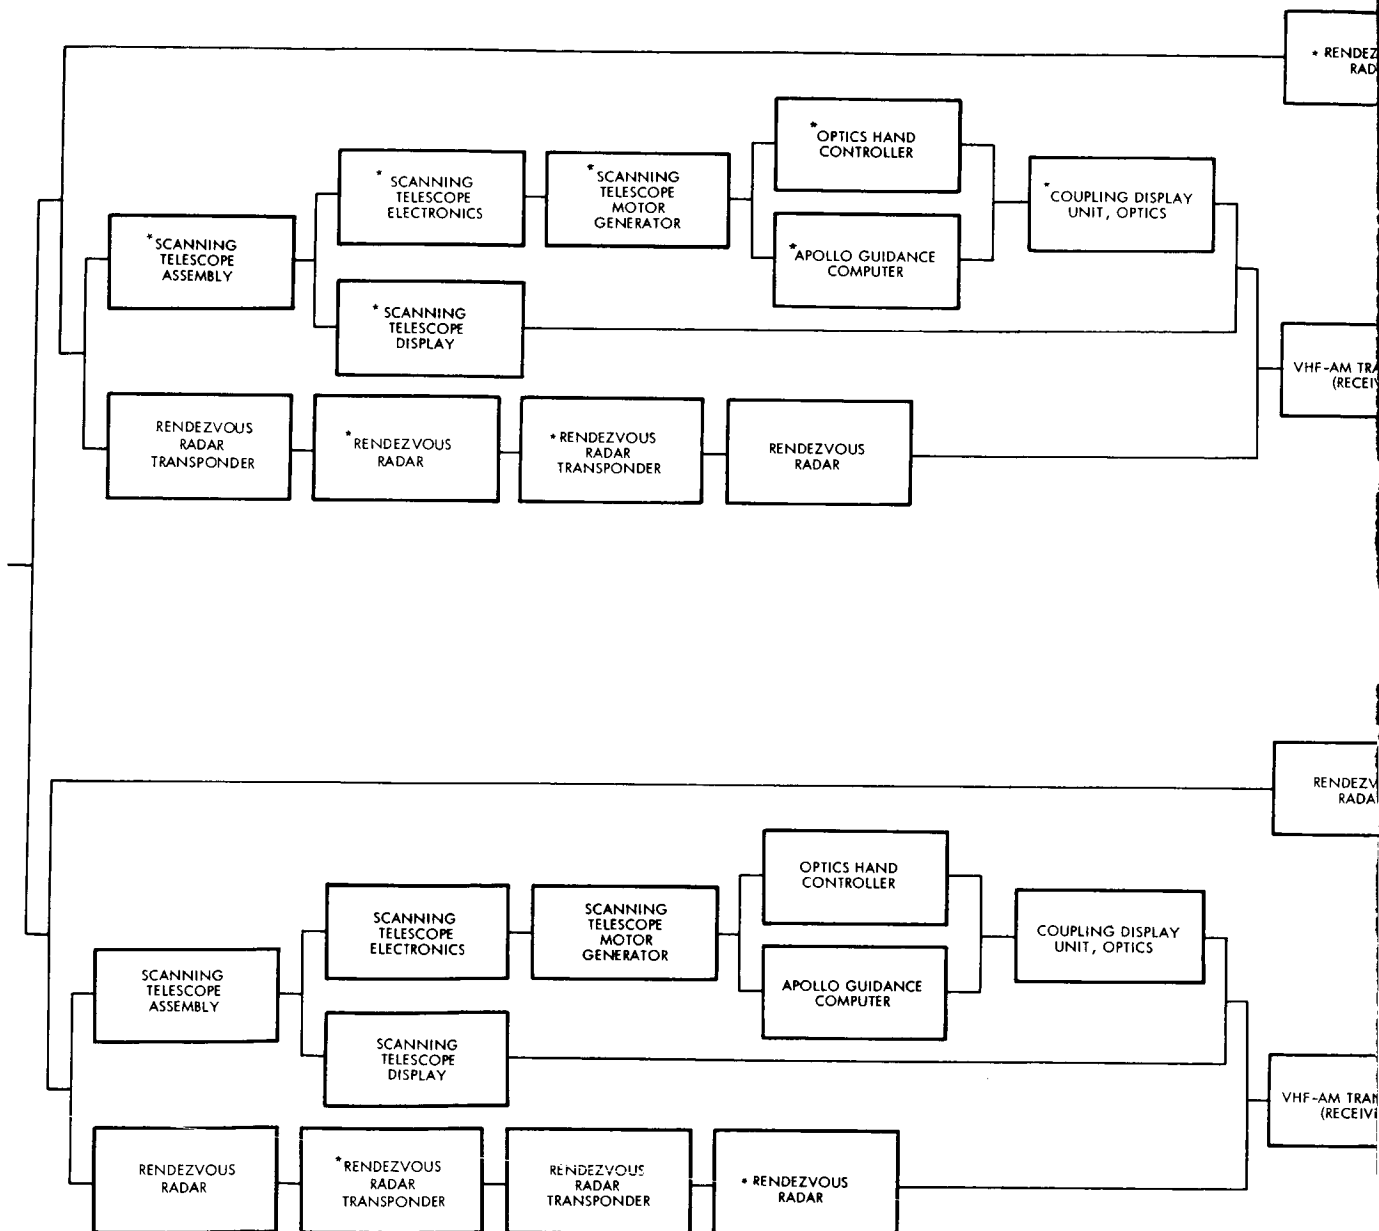 * RENDEZ
RAD
* OPTICS HAND
CONTROLLER
* SCANNING
TELESCOPE
ELECTRONICS
* SCANNING
TELESCOPE
MOTOR
GENERATOR
* COUPLING DISPLAY
UNIT, OPTICS
* SCANNING
TELESCOPE
ASSEMBLY
* APOLLO GUIDANCE
COMPUTER
* SCANNING
TELESCOPE
DISPLAY
VHF-AM TRA
(RECEIV
RENDEZVOUS
RADAR
TRANSPONDER
* RENDEZVOUS
RADAR
* RENDEZVOUS
RADAR
TRANSPONDER
RENDEZVOUS
RADAR
RENDEZV
RADA
OPTICS HAND
CONTROLLER
SCANNING
TELESCOPE
ELECTRONICS
SCANNING
TELESCOPE
MOTOR
GENERATOR
COUPLING DISPLAY
UNIT, OPTICS
SCANNING
TELESCOPE
ASSEMBLY
APOLLO GUIDANCE
COMPUTER
SCANNING
TELESCOPE
DISPLAY
VHF-AM TRAN
(RECEIVI
RENDEZVOUS
RADAR
* RENDEZVOUS
RADAR
TRANSPONDER
RENDEZVOUS
RADAR
TRANSPONDER
* RENDEZVOUS
RADAR